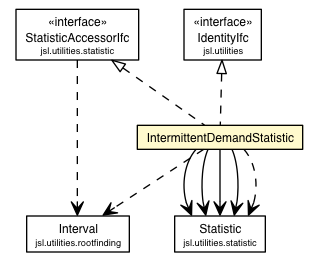 «interface»
StatisticAccessorIfc
jsl.utilities.statistic
«interface»
IdentityIfc
jsl.utilities
IntermittentDemandStatistic
Interval
jsl.utilities.rootfinding
Statistic
jsl.utilities.statistic